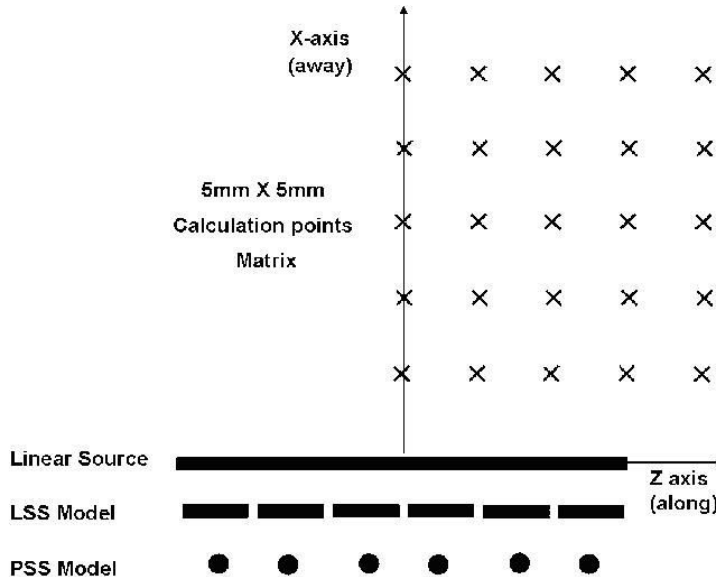 X-axis
(away)
5mm X 5mm
Calculation points
Matrix
Linear Source
Z axis
(along)
LSS Model
PSS Model